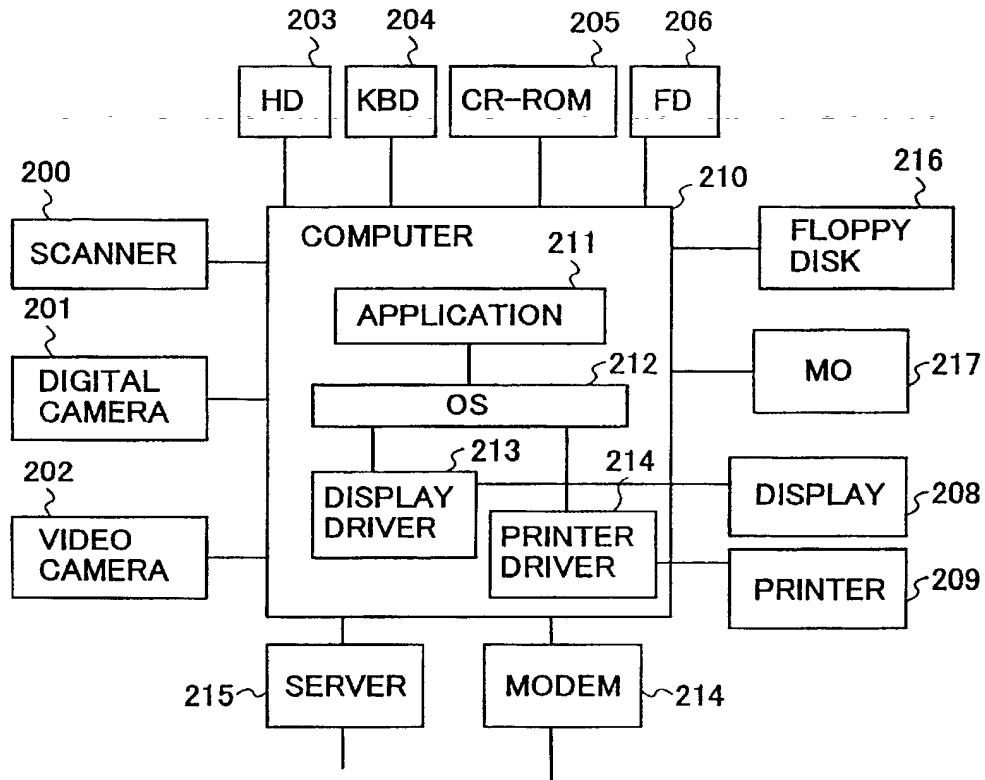 203 204 205 206
HD KBD CR-ROM FD
200 210 216
SCANNER COMPUTER FLOPPY
DISK
211
APPLICATION
201
DIGITAL
CAMERA
212
OS
MO 217
202 213 214
DISPLAY
DRIVER
DISPLAY 208
VIDEO
CAMERA
PRINTER
DRIVER
PRINTER 209
215 SERVER MODEM 214